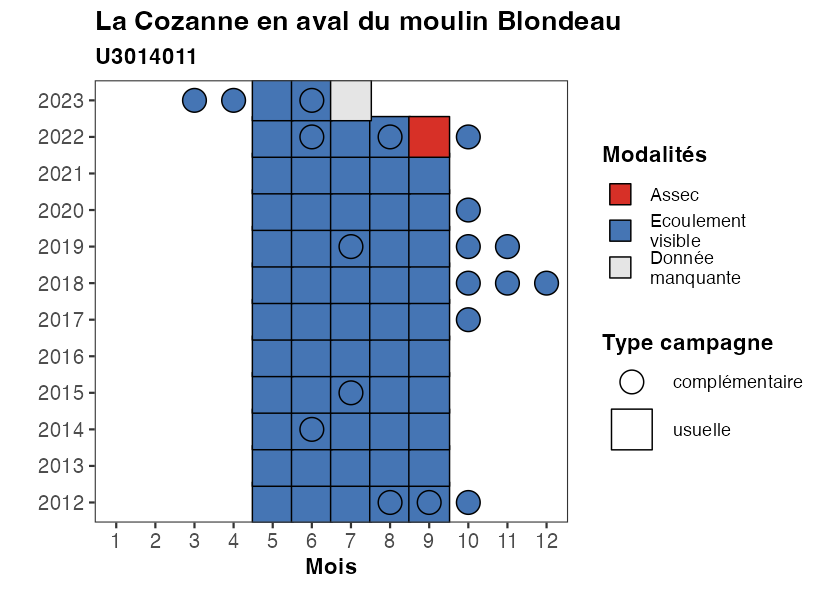 La Cozanne en aval du moulin Blondeau
U3014011
2023
2022
2021
2020
2019
2018
2017
2016
2015
2014
2013
2012
1 2 3 4 5 6 7 8 9 10 11 12
Mois
Modalités
Assec
Ecoulement
visible
Donnée
manquante
Type campagne
complémentaire
usuelle